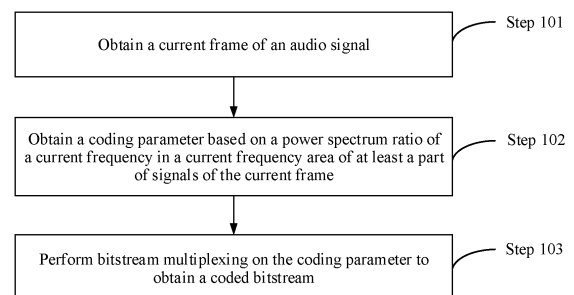 Obtain a current frame of an audio signal
Step 101
Obtain a coding parameter based on a power spectrum ratio of
a current frequency in a current frequency area of at least a part
of signals of the current frame
Step 102
Perform bitstream multiplexing on the coding parameter to
obtain a coded bitstream
Step 103